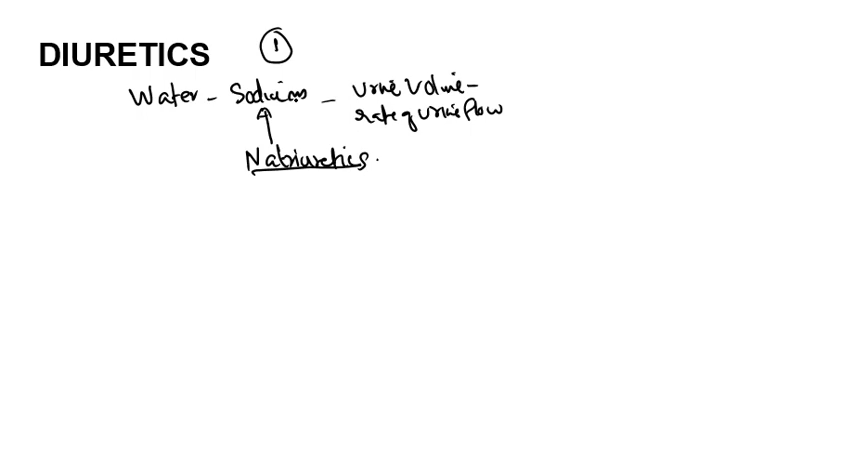 DIURETICS ①
Water - Sodium - Urine Volume -
rate of urine flow
Natriuretics.